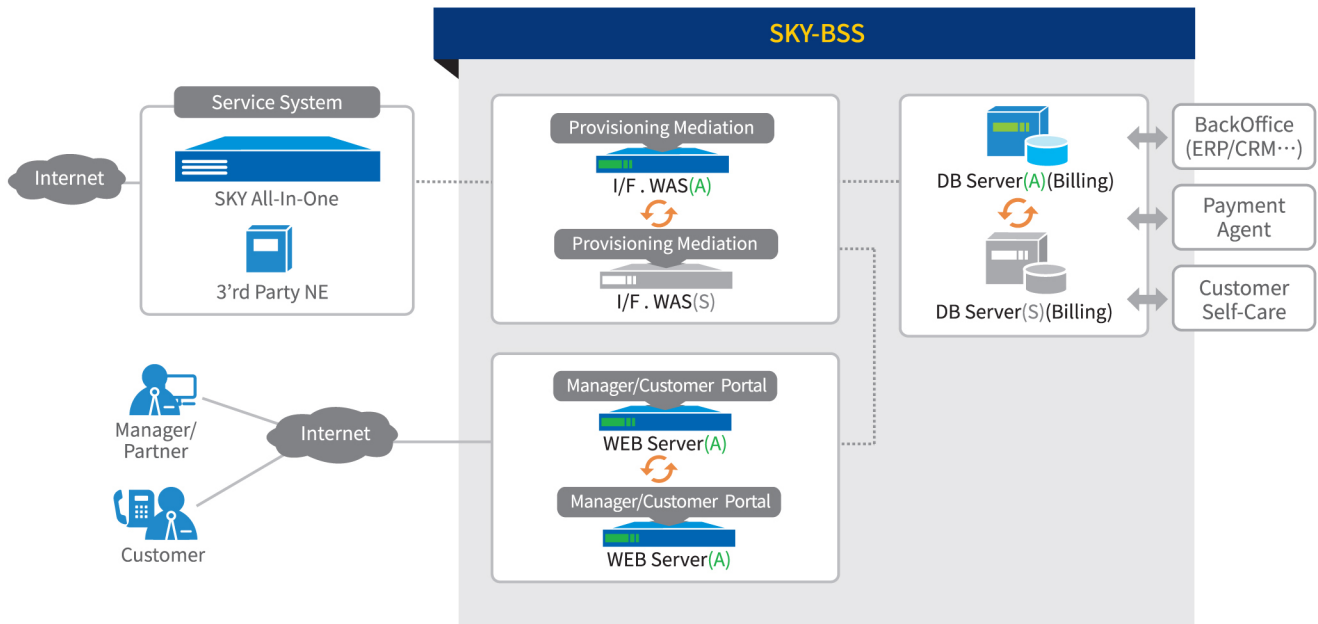 SKY-BSS
Service System
Internet
SKY All-In-One
3'rd Party NE
Provisioning Mediation
I/F . WAS(A)
Provisioning Mediation
I/F . WAS(S)
DB Server(A)(Billing)
DB Server(S)(Billing)
BackOffice
(ERP/CRM⋯)
Payment
Agent
Customer
Self-Care
Manager/
Partner
Customer
Internet
Manager/Customer Portal
WEB Server(A)
Manager/Customer Portal
WEB Server(A)